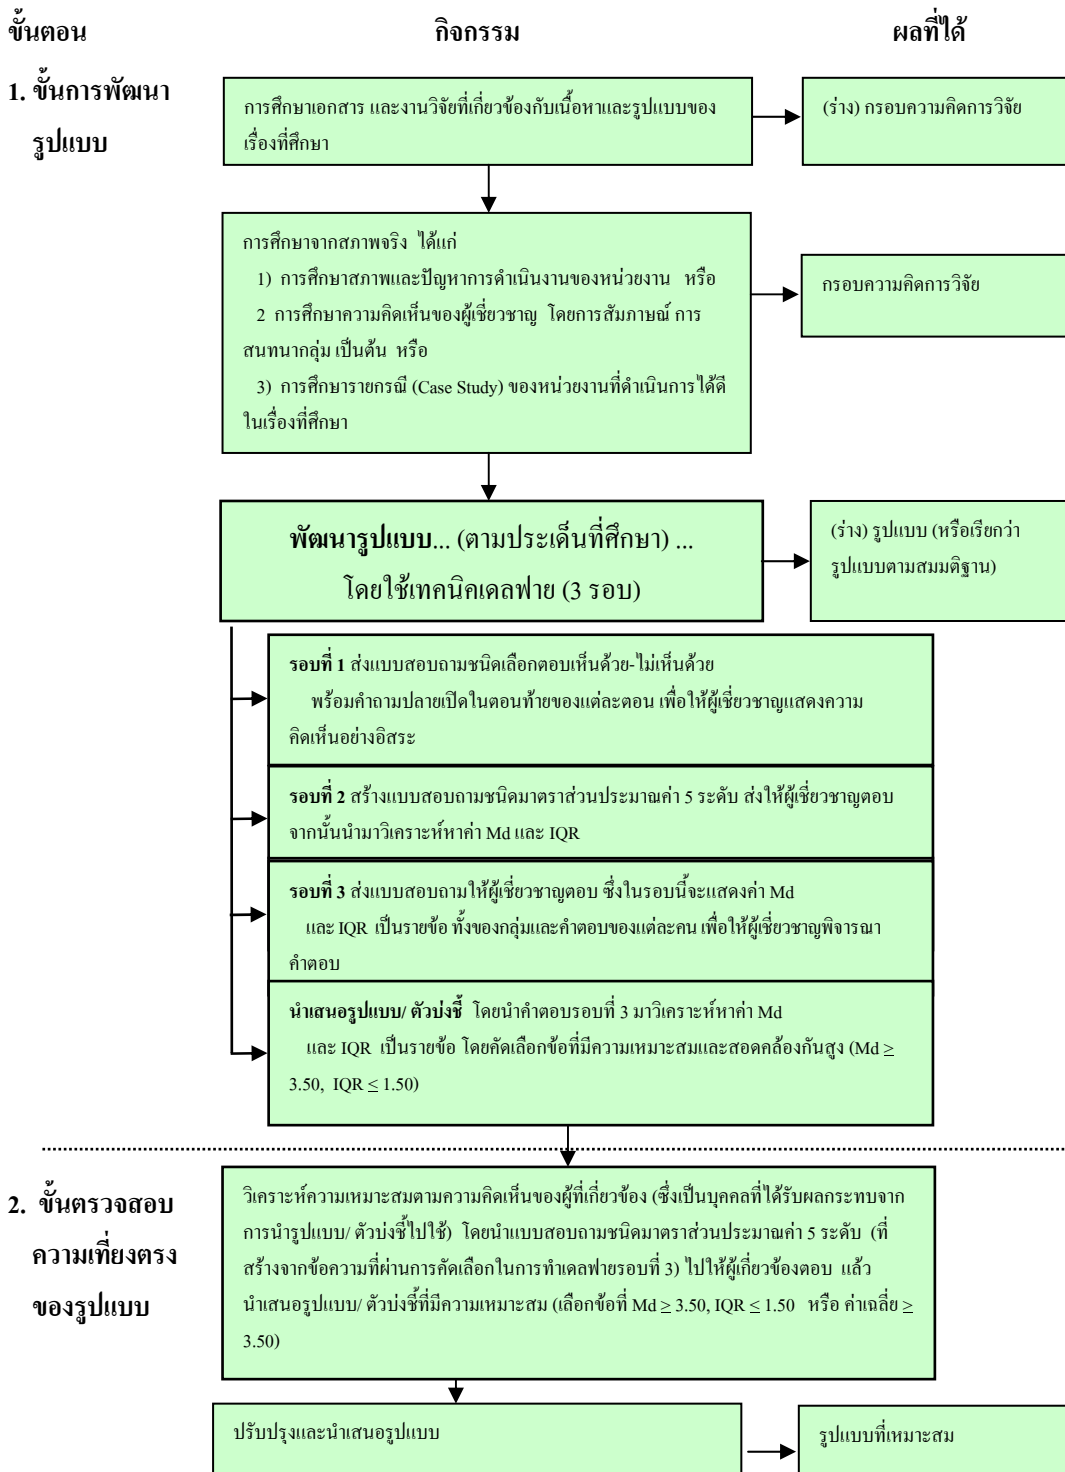 ขั้นตอน กิจกรรม ผลที่ได้
1. ขั้นการพัฒนา
รูปแบบ
การศึกษาเอกสาร และงานวิจัยที่เกี่ยวข้องกับเนื้อหาและรูปแบบของ
เรื่องที่ศึกษา
(ร่าง) กรอบความคิดการวิจัย
การศึกษาจากสภาพจริง ได้แก่
1) การศึกษาสภาพและปัญหาการดำเนินงานของหน่วยงาน หรือ
2 การศึกษาความคิดเห็นของผู้เชี่ยวชาญ โดยการสัมภาษณ์ การ
สนทนากลุ่ม เป็นต้น หรือ
3) การศึกษารายกรณี (Case Study) ของหน่วยงานที่ดำเนินการได้ดี
ในเรื่องที่ศึกษา
กรอบความคิดการวิจัย
พัฒนารูปแบบ... (ตามประเด็นที่ศึกษา) ...
โดยใช้เทคนิคเดลฟาย (3 รอบ)
(ร่าง) รูปแบบ (หรือเรียกว่า
รูปแบบตามสมมติฐาน)
รอบที่ 1 ส่งแบบสอบถามชนิดเลือกตอบเห็นด้วย-ไม่เห็นด้วย
พร้อมคำถามปลายเปิดในตอนท้ายของแต่ละตอน เพื่อให้ผู้เชี่ยวชาญแสดงความ
คิดเห็นอย่างอิสระ
รอบที่ 2 สร้างแบบสอบถามชนิดมาตราส่วนประมาณค่า 5 ระดับ ส่งให้ผู้เชี่ยวชาญตอบ
จากนั้นนำมาวิเคราะห์หาค่า Md และ IQR
รอบที่ 3 ส่งแบบสอบถามให้ผู้เชี่ยวชาญตอบ ซึ่งในรอบนี้จะแสดงค่า Md
และ IQR เป็นรายข้อ ทั้งของกลุ่มและคำตอบของแต่ละคน เพื่อให้ผู้เชี่ยวชาญพิจารณา
คำตอบ
นำเสนอรูปแบบ/ ตัวบ่งชี้ โดยนำคำตอบรอบที่ 3 มาวิเคราะห์หาค่า Md
และ IQR เป็นรายข้อ โดยคัดเลือกข้อที่มีความเหมาะสมและสอดคล้องกันสูง (Md ≥
3.50, IQR ≤ 1.50)
2. ขั้นตรวจสอบ
ความเที่ยงตรง
ของรูปแบบ
วิเคราะห์ความเหมาะสมตามความคิดเห็นของผู้ที่เกี่ยวข้อง (ซึ่งเป็นบุคคลที่ได้รับผลกระทบจาก
การนำรูปแบบ/ ตัวบ่งชี้ไปใช้) โดยนำแบบสอบถามชนิดมาตราส่วนประมาณค่า 5 ระดับ (ที่
สร้างจากข้อความที่ผ่านการคัดเลือกในการทำเดลฟายรอบที่ 3) ไปให้ผู้เกี่ยวข้องตอบ แล้ว
นำเสนอรูปแบบ/ ตัวบ่งชี้ที่มีความเหมาะสม (เลือกข้อที่ Md ≥ 3.50, IQR ≤ 1.50 หรือ ค่าเฉลี่ย ≥
3.50)
ปรับปรุงและนำเสนอรูปแบบ
รูปแบบที่เหมาะสม